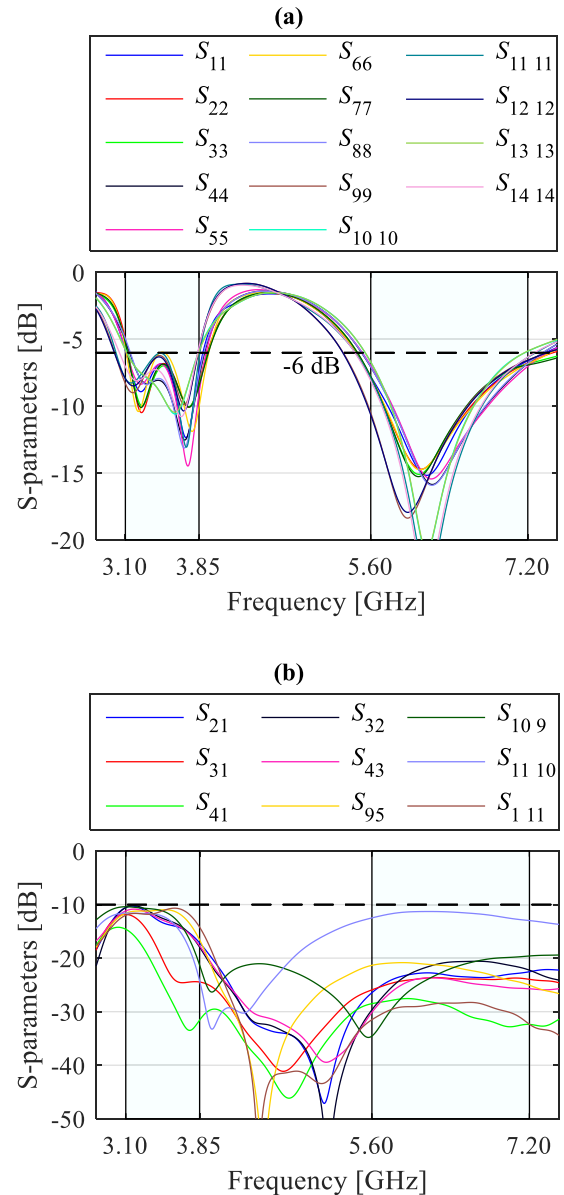 (a)
S11 S66 S11 11
S22 S77 S12 12
S33 S88 S13 13
S44 S99 S14 14
S55 S10 10
0
-5
-6 dB
-10
-15
-20
S-parameters [dB]
3.10 3.85 5.60 7.20
Frequency [GHz]
(b)
S21 S32 S10 9
S31 S43 S11 10
S41 S95 S1 11
0
-10
-20
-30
-40
-50
S-parameters [dB]
3.10 3.85 5.60 7.20
Frequency [GHz]